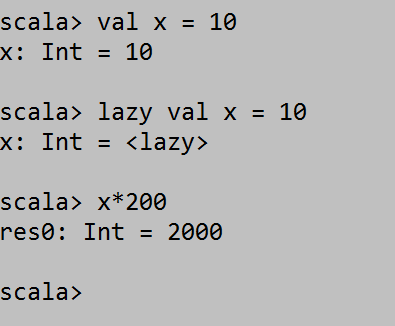 scala> val x = 10
x: Int = 10
scala> lazy val x = 10
x: Int = <lazy>
scala> x*200
res0: Int = 2000
scala>